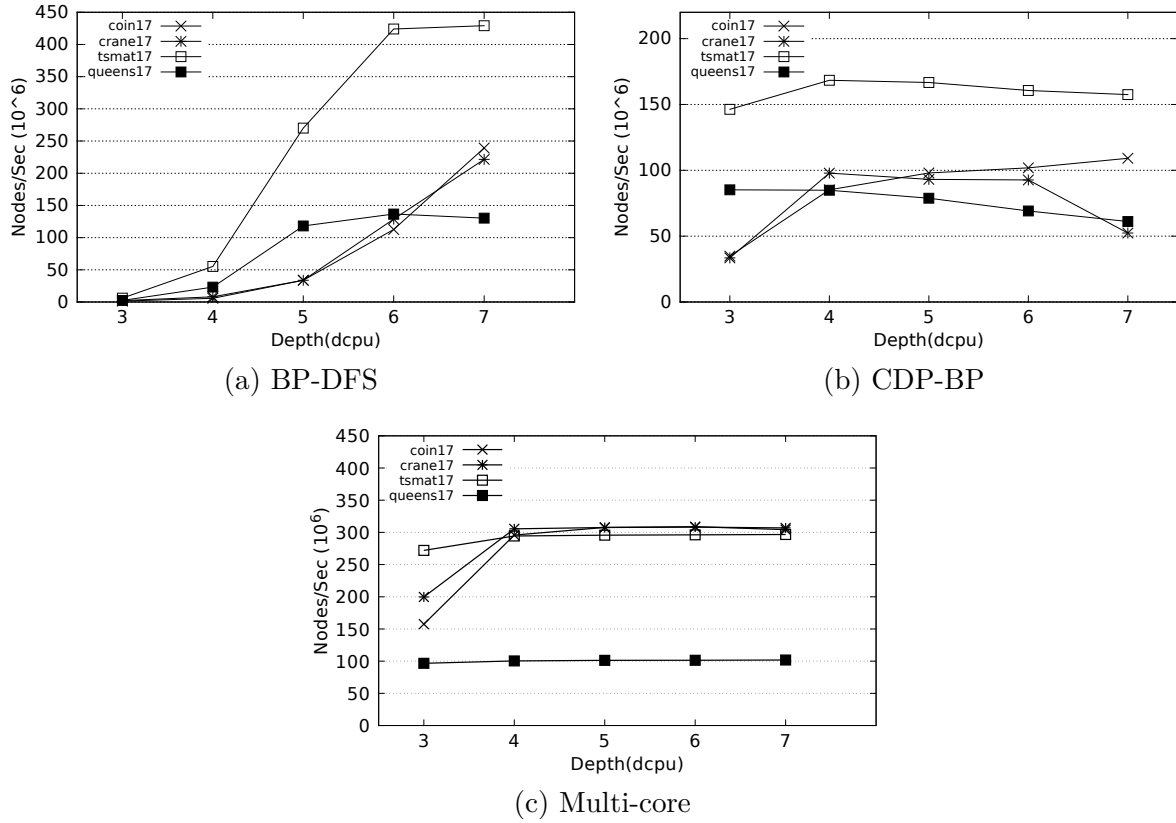 450
400
350
300
250
200
150
100
50
0
3 4 5 6 7
Nodes/Sec (10^6)
Depth(dcpu)
coin17
crane17
tsmat17
queens17
(a) BP-DFS
200
150
100
50
0
3 4 5 6 7
Nodes/Sec (10^6)
Depth(dcpu)
coin17
crane17
tsmat17
queens17
(b) CDP-BP
450
400
350
300
250
200
150
100
50
0
3 4 5 6 7
Nodes/Sec (10⁶)
Depth(dcpu)
coin17
crane17
tsmat17
queens17
(c) Multi-core